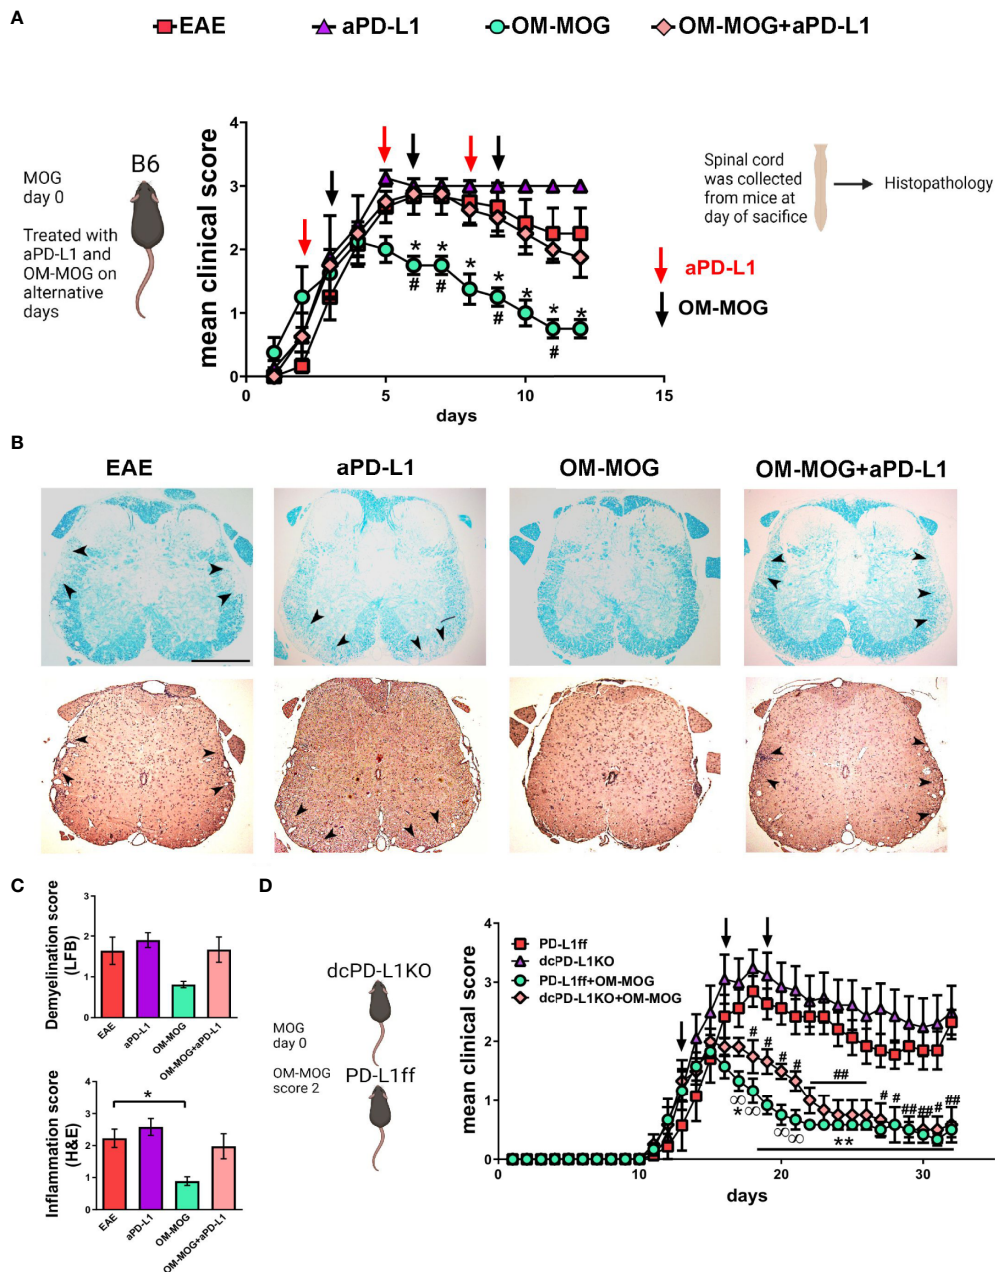 A
EAE
aPD-L1
OM-MOG
OM-MOG+aPD-L1
MOG
day 0
Treated with
aPD-L1 and
OM-MOG on
alternative
days
B6
mean clinical score
4
3
2
1
0
0
5
10
15
days
*
*
*
*
*
*
*
#
#
#
#
Spinal cord
was collected
from mice at
day of sacifice
Histopathology
aPD-L1
OM-MOG
B
EAE
aPD-L1
OM-MOG
OM-MOG+aPD-L1
C
Demyelination score
(LFB)
3
2
1
0
EAE
aPD-L1
OM-MOG
OM-MOG+aPD-L1
Inflammation score
(H&E)
4
3
2
1
0
*
EAE
aPD-L1
OM-MOG
OM-MOG+aPD-L1
D
dcPD-L1KO
MOG
day 0
OM-MOG
score 2
PD-L1ff
mean clinical score
4
3
2
1
0
PD-L1ff
dcPD-L1KO
PD-L1ff+OM-MOG
dcPD-L1KO+OM-MOG
#
#
#
#
##
# # ## ## # ##
∞
* ∞
∞
∞
**
0
10
20
30
days